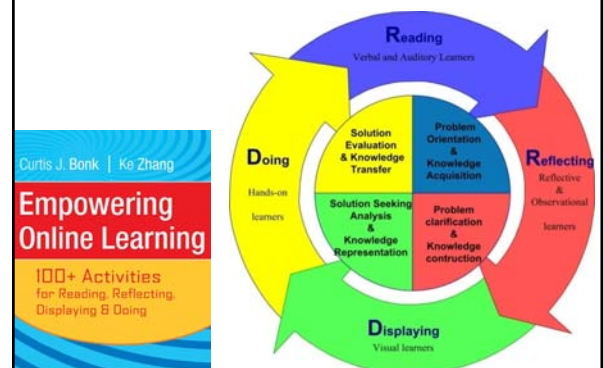 Curtis J. Bonk | Ke Zhang
Empowering
Online Learning
100+ Activities
for Reading, Reflecting,
Displaying & Doing
Reading
Verbal and Auditory Learners
Reflecting
Reflective
&
Observational
learners
Displaying
Visual learners
Doing
Hands-on
learners
Problem
Orientation
&
Knowledge
Acquisition
Problem
clarification
&
Knowledge
contruction
Solution Seeking
Analysis
&
Knowledge
Representation
Solution
Evaluation
& Knowledge
Transfer